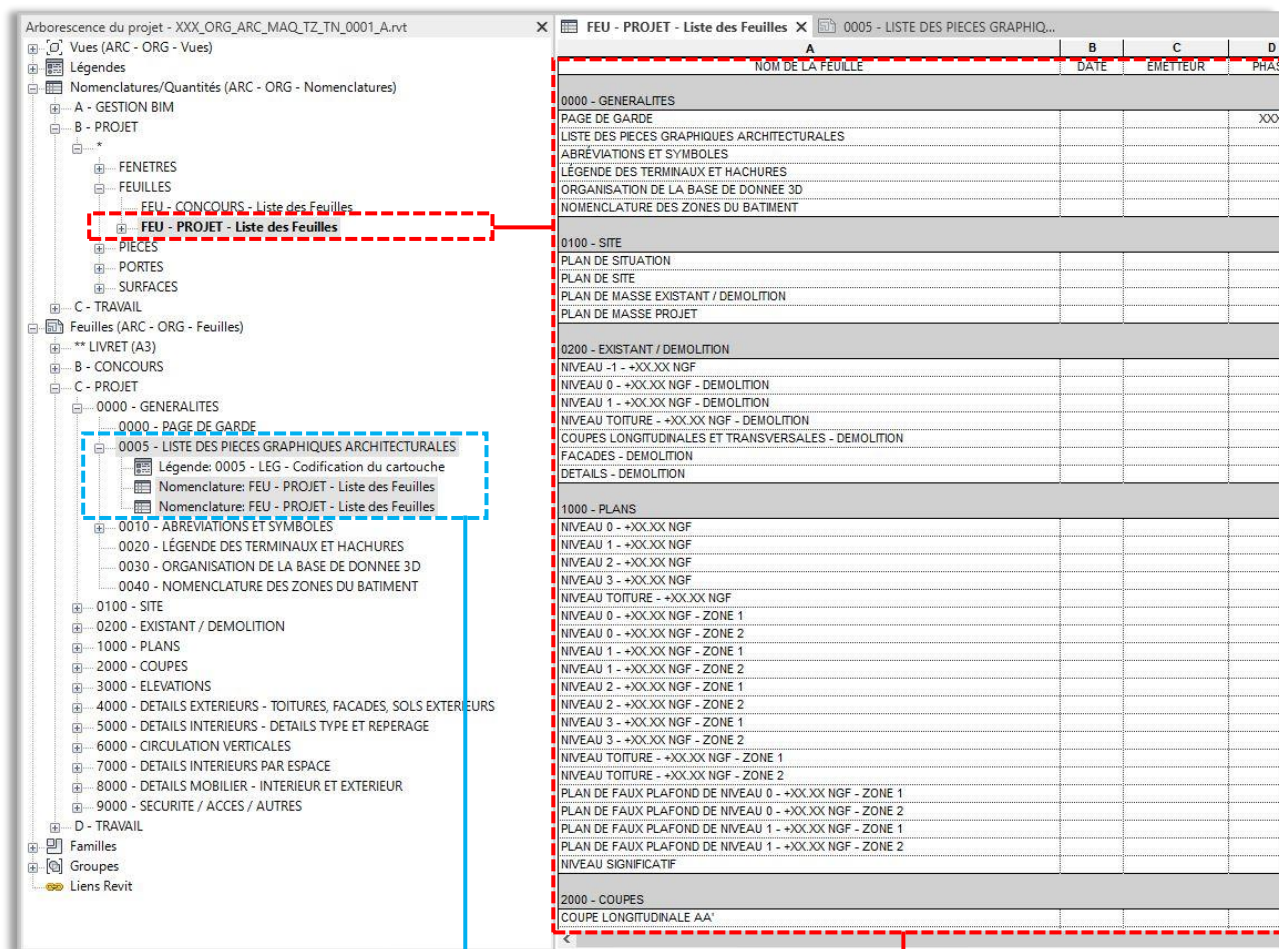 Arborescence du projet - XXX_ORG_ARC_MAQ_TZ_TN_0001_A.rvt
Vues (ARC - ORG - Vues)
Légendes
Nomenclatures/Quantités (ARC - ORG - Nomenclatures)
A - GESTION BIM
B - PROJET
*
FENETRES
FEUILLES
FEU - CONCOURS - Liste des Feuilles
FEU - PROJET - Liste des Feuilles
PIECES
PORTES
SURFACES
C - TRAVAIL
Feuilles (ARC - ORG - Feuilles)
** LIVRET (A3)
B - CONCOURS
C - PROJET
0000 - GENERALITES
0000 - PAGE DE GARDE
0005 - LISTE DES PIECES GRAPHIQUES ARCHITECTURALES
Légende: 0005 - LEG - Codification du cartouche
Nomenclature: FEU - PROJET - Liste des Feuilles
Nomenclature: FEU - PROJET - Liste des Feuilles
0010 - ABRÉVIATIONS ET SYMBOLES
0020 - LÉGENDE DES TERMINAUX ET HACHURES
0030 - ORGANISATION DE LA BASE DE DONNEE 3D
0040 - NOMENCLATURE DES ZONES DU BATIMENT
0100 - SITE
0200 - EXISTANT / DEMOLITION
1000 - PLANS
2000 - COUPES
3000 - ELEVATIONS
4000 - DETAILS EXTERIEURS - TOITURES, FACADES, SOLS EXTERIEURS
5000 - DETAILS INTERIEURS - DETAILS TYPE ET REPERAGE
6000 - CIRCULATION VERTICALES
7000 - DETAILS INTERIEURS PAR ESPACE
8000 - DETAILS MOBILIER - INTERIEUR ET EXTERIEUR
9000 - SECURITE / ACCES / AUTRES
D - TRAVAIL
Familles
Groupes
Liens Revit
FEU - PROJET - Liste des Feuilles
0005 - LISTE DES PIECES GRAPHIQ...
A B C D
NOM DE LA FEUILLE DATE EMETTEUR PHAS
0000 - GENERALITES
PAGE DE GARDE XXX
LISTE DES PIECES GRAPHIQUES ARCHITECTURALES
ABRÉVIATIONS ET SYMBOLES
LÉGENDE DES TERMINAUX ET HACHURES
ORGANISATION DE LA BASE DE DONNEE 3D
NOMENCLATURE DES ZONES DU BATIMENT
0100 - SITE
PLAN DE SITUATION
PLAN DE SITE
PLAN DE MASSE EXISTANT / DEMOLITION
PLAN DE MASSE PROJET
0200 - EXISTANT / DEMOLITION
NIVEAU -1 - +XX.XX NGF
NIVEAU 0 - +XX.XX NGF - DEMOLITION
NIVEAU 1 - +XX.XX NGF - DEMOLITION
NIVEAU TOITURE - +XX.XX NGF - DEMOLITION
COUPES LONGITUDINALES ET TRANSVERSALES - DEMOLITION
FACADES - DEMOLITION
DETAILS - DEMOLITION
1000 - PLANS
NIVEAU 0 - +XX.XX NGF
NIVEAU 1 - +XX.XX NGF
NIVEAU 2 - +XX.XX NGF
NIVEAU 3 - +XX.XX NGF
NIVEAU TOITURE - +XX.XX NGF
NIVEAU 0 - +XX.XX NGF - ZONE 1
NIVEAU 0 - +XX.XX NGF - ZONE 2
NIVEAU 1 - +XX.XX NGF - ZONE 1
NIVEAU 1 - +XX.XX NGF - ZONE 2
NIVEAU 2 - +XX.XX NGF - ZONE 1
NIVEAU 2 - +XX.XX NGF - ZONE 2
NIVEAU 3 - +XX.XX NGF - ZONE 1
NIVEAU 3 - +XX.XX NGF - ZONE 2
NIVEAU TOITURE - +XX.XX NGF - ZONE 1
NIVEAU TOITURE - +XX.XX NGF - ZONE 2
PLAN DE FAUX PLAFOND DE NIVEAU 0 - +XX.XX NGF - ZONE 1
PLAN DE FAUX PLAFOND DE NIVEAU 0 - +XX.XX NGF - ZONE 2
PLAN DE FAUX PLAFOND DE NIVEAU 1 - +XX.XX NGF - ZONE 1
PLAN DE FAUX PLAFOND DE NIVEAU 1 - +XX.XX NGF - ZONE 2
NIVEAU SIGNIFICATIF
2000 - COUPES
COUPE LONGITUDINALE AA'